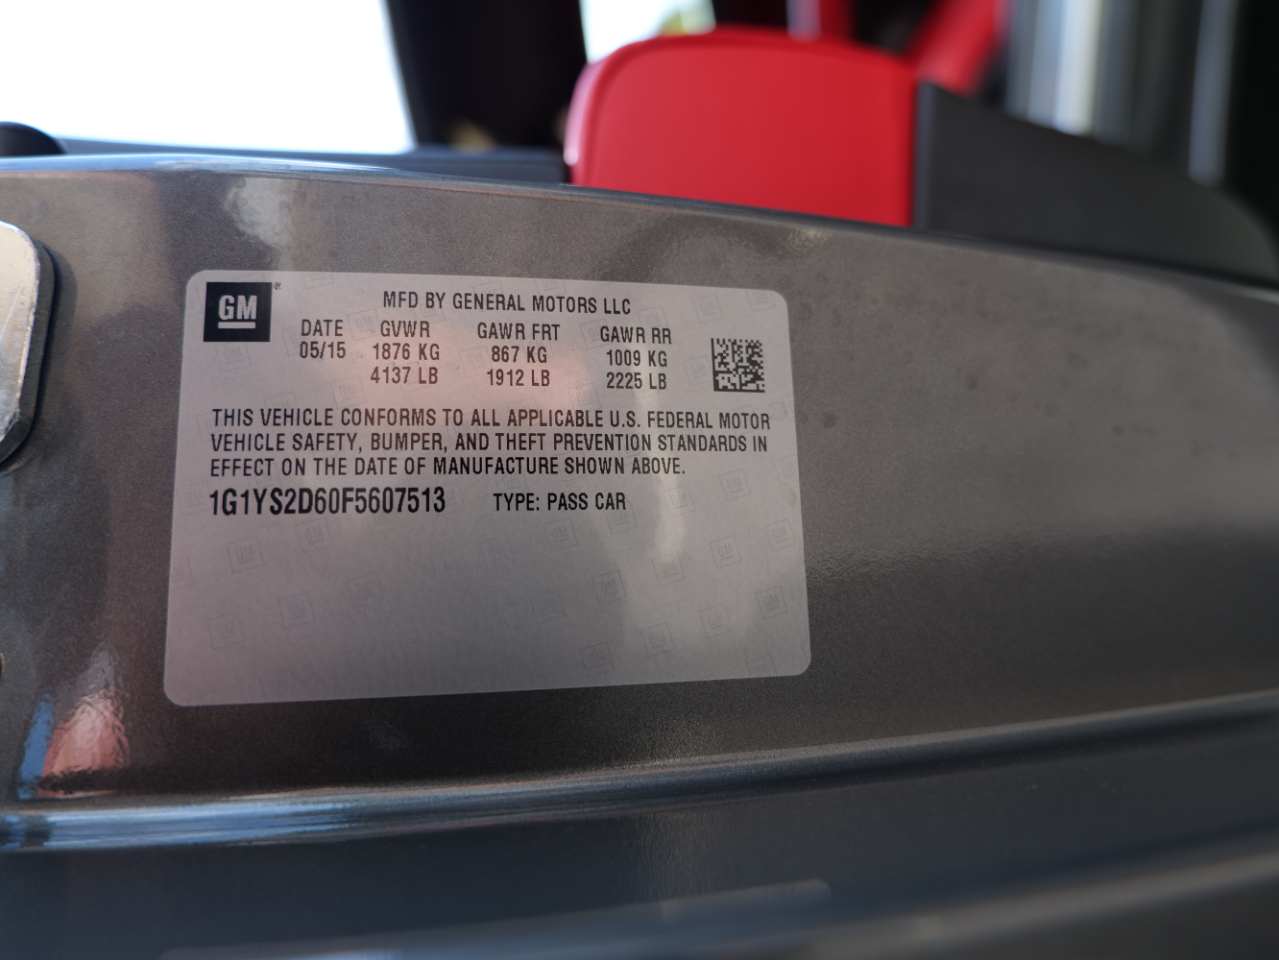 GM
MFD BY GENERAL MOTORS LLC
DATE GVWR GAWR FRT GAWR RR
05/15 1876 KG 867 KG 1009 KG
4137 LB 1912 LB 2225 LB
THIS VEHICLE CONFORMS TO ALL APPLICABLE U.S. FEDERAL MOTOR
VEHICLE SAFETY, BUMPER, AND THEFT PREVENTION STANDARDS IN
EFFECT ON THE DATE OF MANUFACTURE SHOWN ABOVE.
1G1YS2D60F5607513 TYPE: PASS CAR